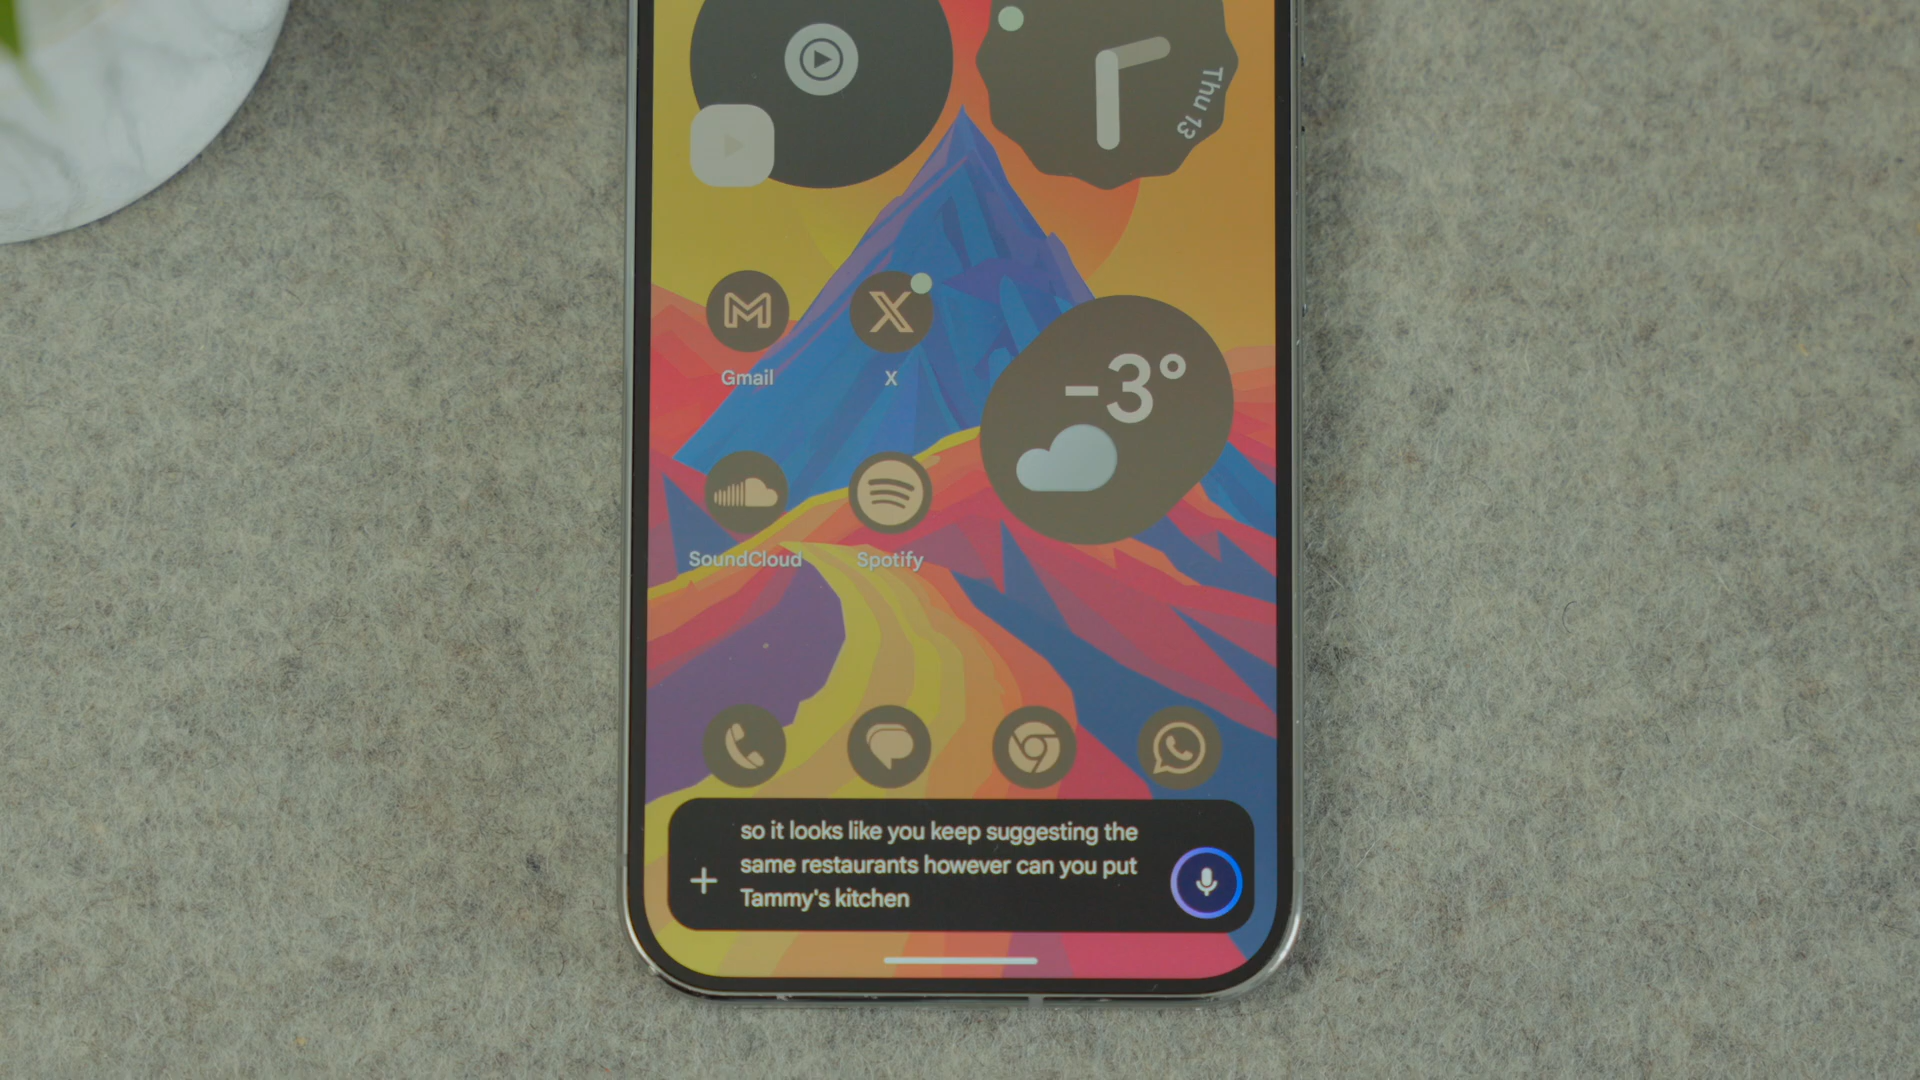 Thu 13
Gmail
X
-3°
SoundCloud
Spotify
so it looks like you keep suggesting the
same restaurants however can you put
Tammy's kitchen